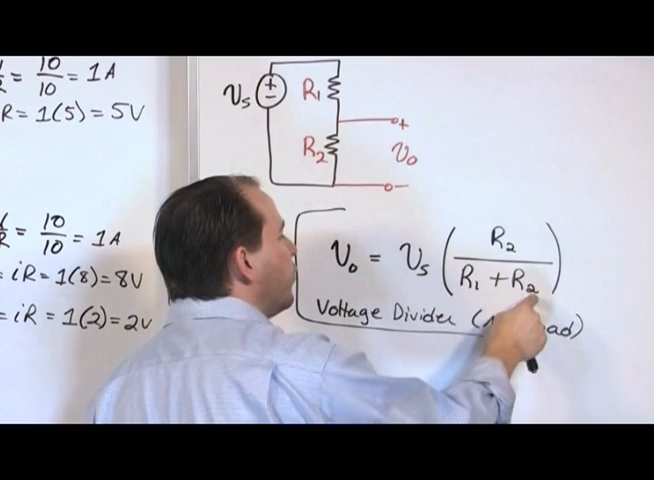 = 10/10 = 1A
R = 1(5) = 5V
= 10/10 = 1A
= iR = 1(8) = 8V
= iR = 1(2) = 2V
Vs
+
−
R1
R2
+
Vo
−
Vo = Vs (R2 / (R1 + R2))
Voltage Divider (
ad)